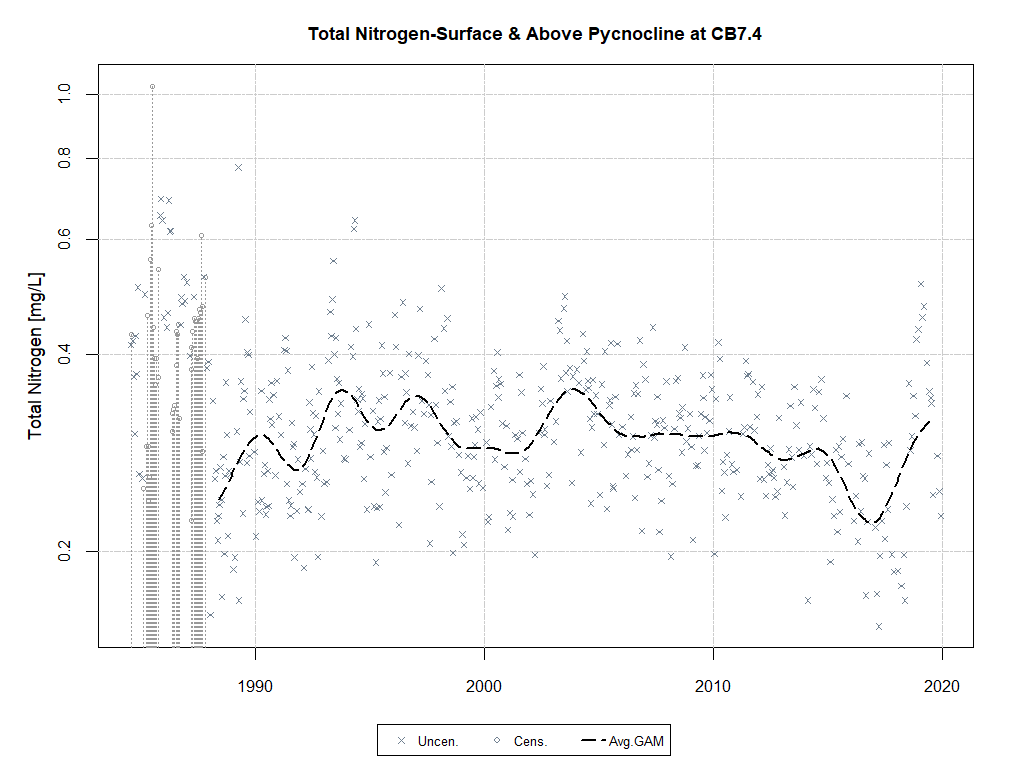 Total Nitrogen-Surface & Above Pycnocline at CB7.4
Total Nitrogen [mg/L]
1.0
0.8
0.6
0.4
0.2
1990 2000 2010 2020
Uncen. Cens. Avg.GAM